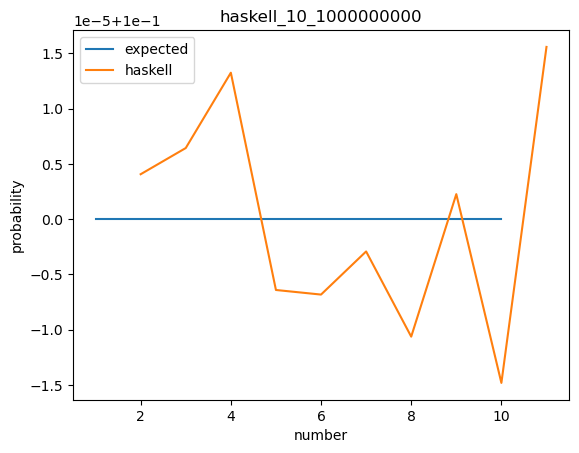 haskell_10_1000000000
1e−5+1e−1
expected
haskell
1.5
1.0
0.5
0.0
−0.5
−1.0
−1.5
probability
2
4
6
8
10
number